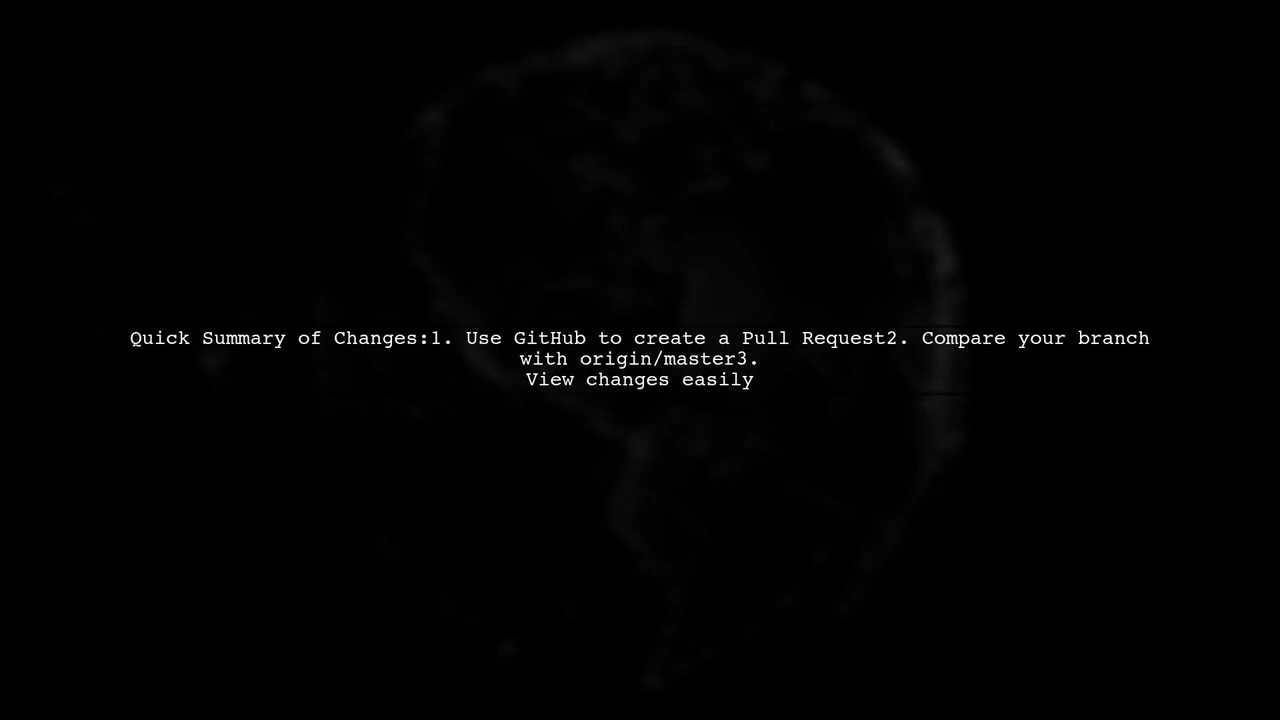 Quick Summary of Changes:1. Use GitHub to create a Pull Request2. Compare your branch
with origin/master3.
View changes easily